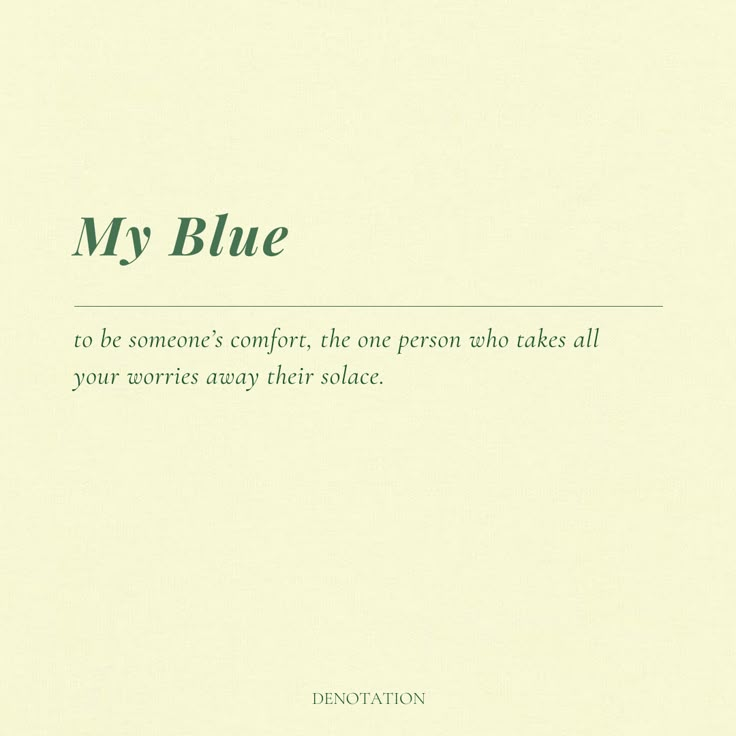 My Blue
to be someone’s comfort, the one person who takes all
your worries away their solace.
DENOTATION